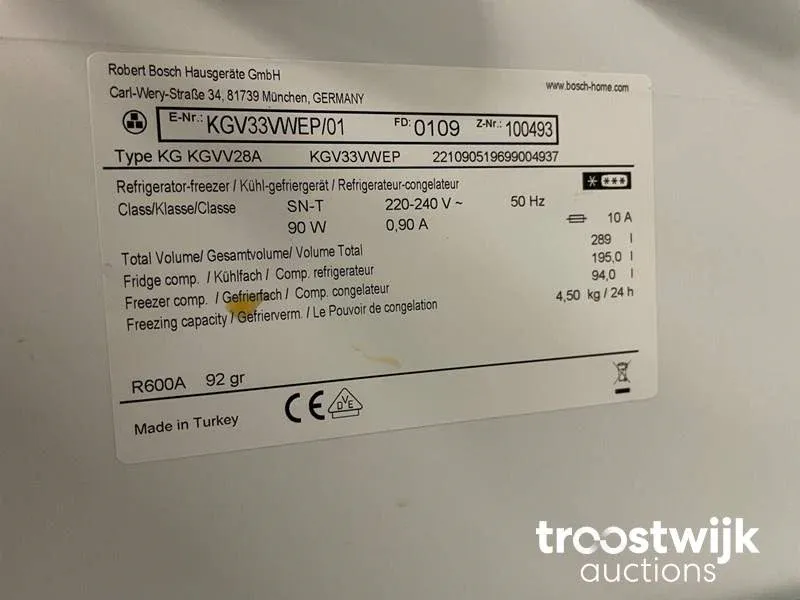 Robert Bosch Hausgeräte GmbH
Carl-Wery-Straße 34, 81739 München, GERMANY
www.bosch-home.com
E-Nr.: KGV33VWEP/01 FD: 0109 Z-Nr.: 100493
Type KG KGVV28A KGV33VWEP 221090519699004937
Refrigerator-freezer / Kühl-gefriergerät / Refrigerateur-congelateur
Class/Klasse/Classe SN-T 220-240 V ~ 50 Hz
90 W 0,90 A 10 A
Total Volume/ Gesamtvolume/ Volume Total 289 l
Fridge comp. / Kühlfach / Comp. refrigerateur 195,0 l
Freezer comp. / Gefrierfach / Comp. congelateur 94,0 l
Freezing capacity / Gefrierverm. / Le Pouvoir de congelation 4,50 kg / 24 h
R600A 92 gr
Made in Turkey
CE DVE
troostwijk
auctions